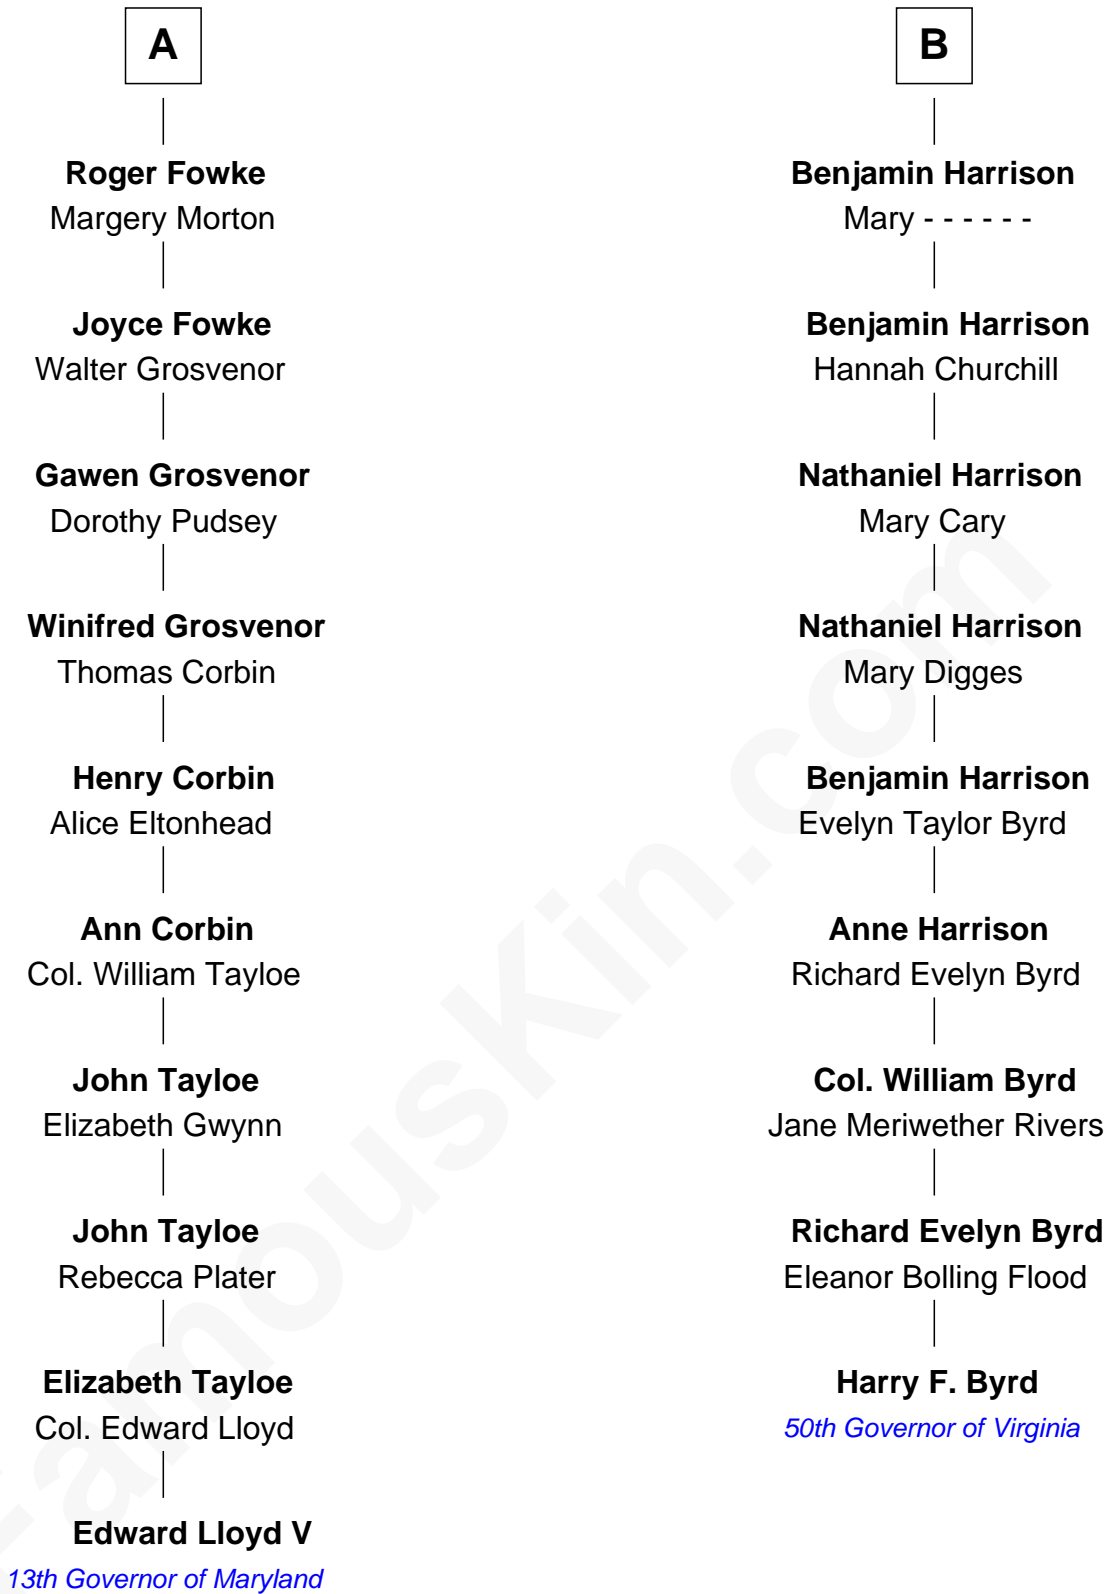 A
Roger Fowke
Margery Morton
Joyce Fowke
Walter Grosvenor
Gawen Grosvenor
Dorothy Pudsey
Winifred Grosvenor
Thomas Corbin
Henry Corbin
Alice Eltonhead
Ann Corbin
Col. William Tayloe
John Tayloe
Elizabeth Gwynn
John Tayloe
Rebecca Plater
Elizabeth Tayloe
Col. Edward Lloyd
Edward Lloyd V
13th Governor of Maryland
B
Benjamin Harrison
Mary - - - - - -
Benjamin Harrison
Hannah Churchill
Nathaniel Harrison
Mary Cary
Nathaniel Harrison
Mary Digges
Benjamin Harrison
Evelyn Taylor Byrd
Anne Harrison
Richard Evelyn Byrd
Col. William Byrd
Jane Meriwether Rivers
Richard Evelyn Byrd
Eleanor Bolling Flood
Harry F. Byrd
50th Governor of Virginia
FamousKin.com